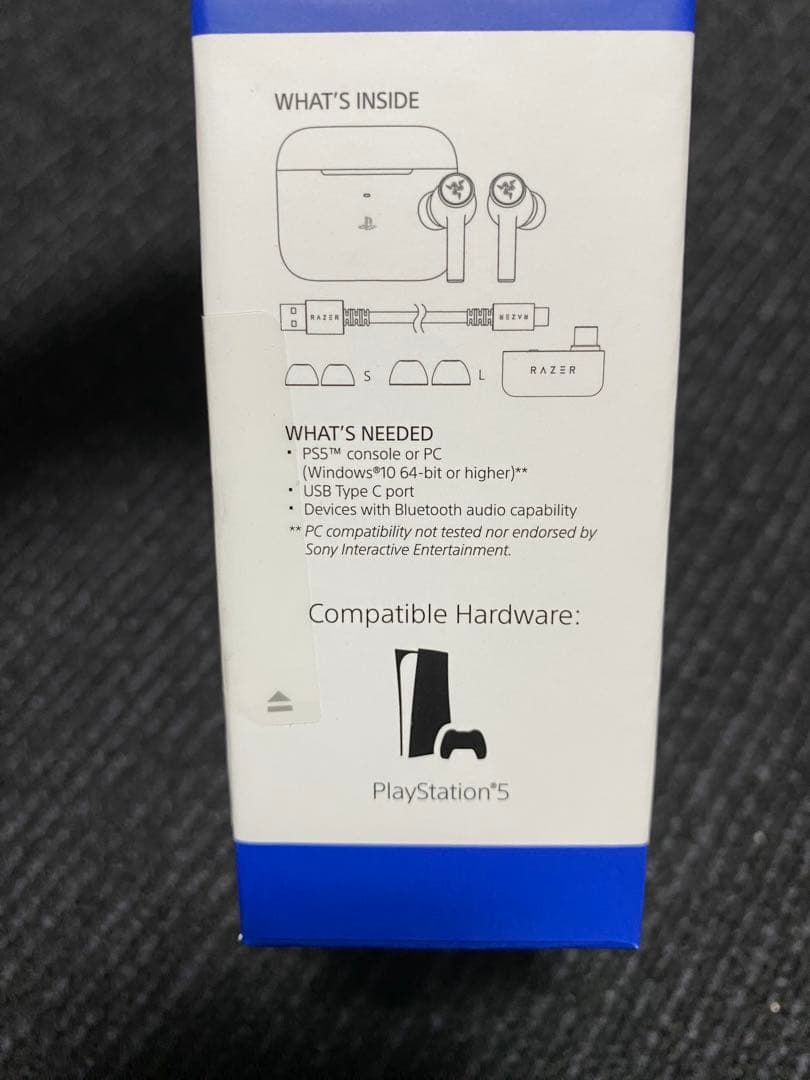 WHAT'S INSIDE
RAZER
RAZER
S
L
RAZER
WHAT'S NEEDED
· PS5™ console or PC
(Windows®10 64-bit or higher)**
· USB Type C port
· Devices with Bluetooth audio capability
** PC compatibility not tested nor endorsed by
Sony Interactive Entertainment.
Compatible Hardware:
PlayStation®5